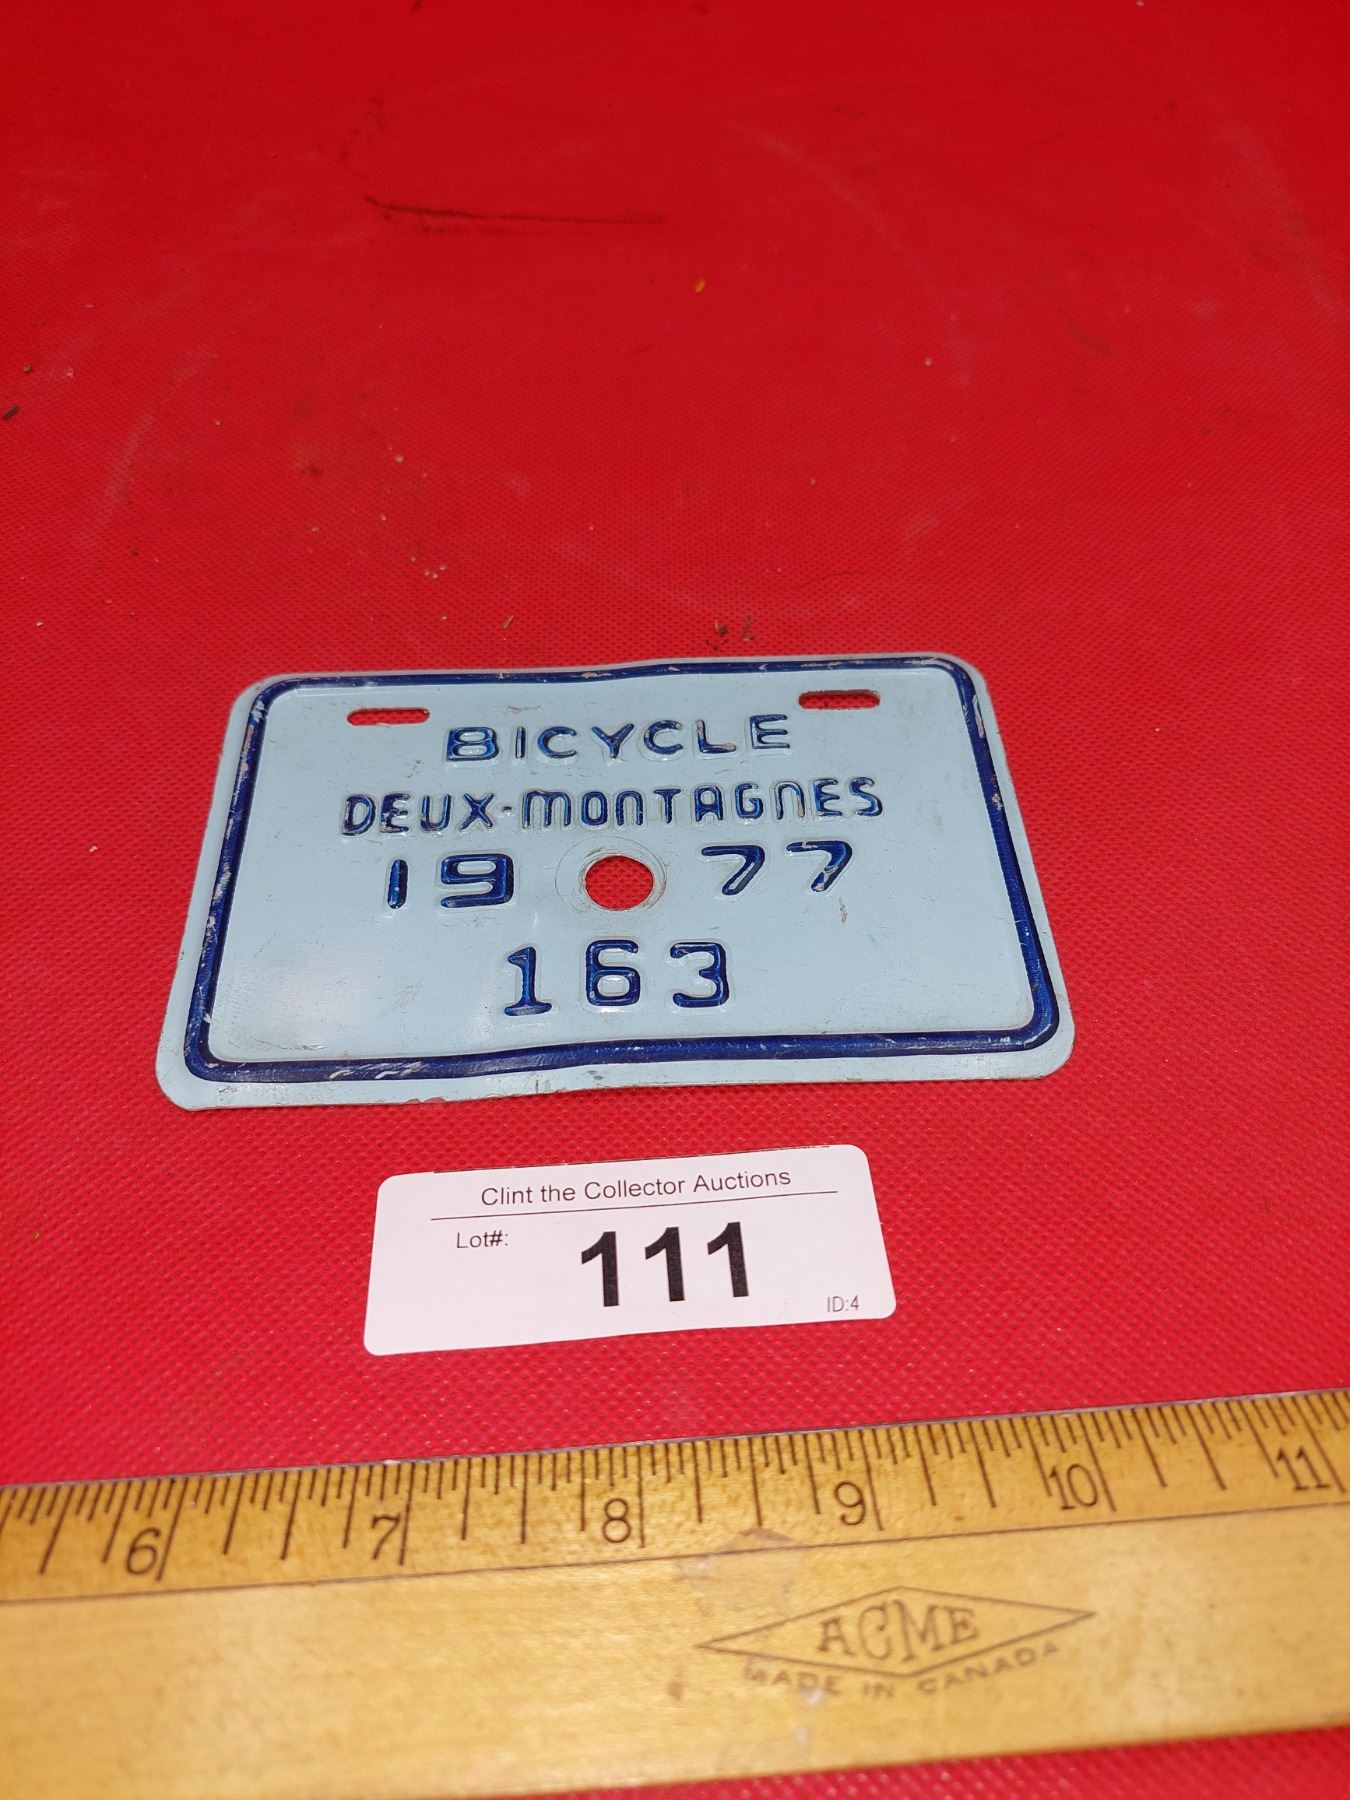 BICYCLE
DEUX-MONTAGNES
19 77
163
Clint the Collector Auctions
Lot#: 111
ID:4
6 7 8 9 10 11
ACME
MADE IN CANADA